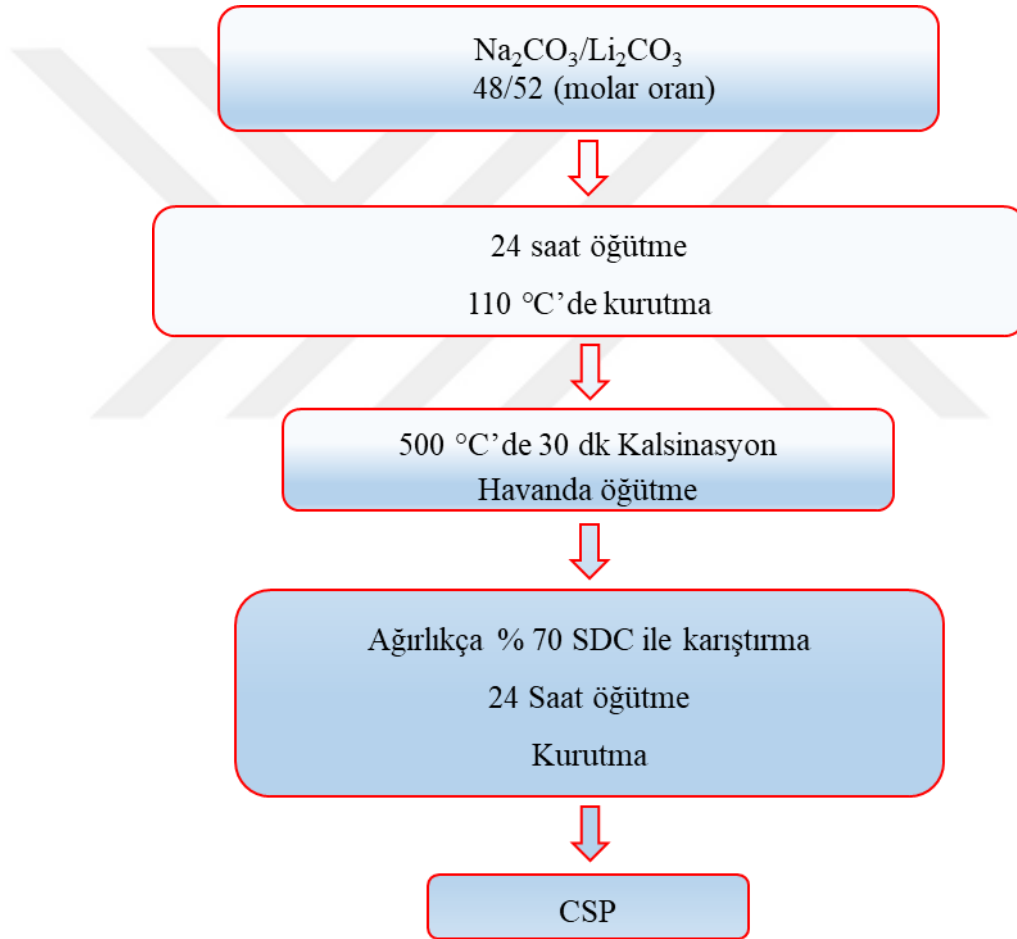 Na₂CO₃/Li₂CO₃
48/52 (molar oran)
24 saat öğütme
110 °C’de kurutma
500 °C’de 30 dk Kalsinasyon
Havanda öğütme
Ağırlıkça % 70 SDC ile karıştırma
24 Saat öğütme
Kurutma
CSP